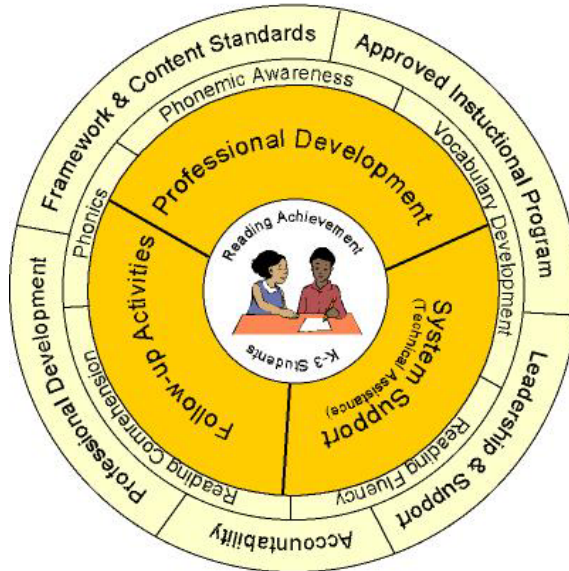 Framework & Content Standards
Approved Instuctional Program
Leadership & Support
Accountability
Professional Development
Phonemic Awareness
Vocabulary Development
Reading Fluency
Reading Comrehension
Phonics
Professional Development
System Support
(Technical Assistance)
Follow-up Activities
Reading Achievement
K-3 Students